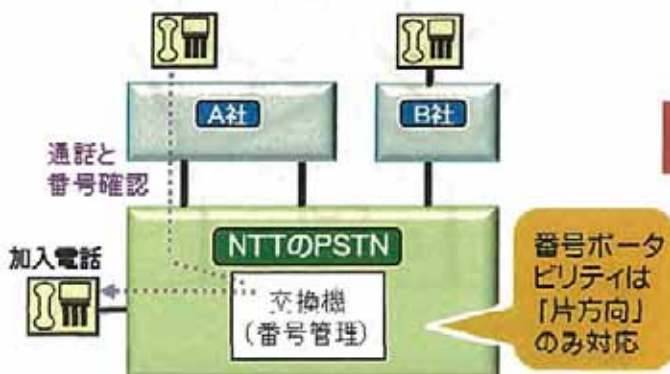 A社
B社
通話と
番号確認
NTTのPSTN
加入電話
交換機
(番号管理)
番号ポータ
ビリティは
「片方向」
のみ対応